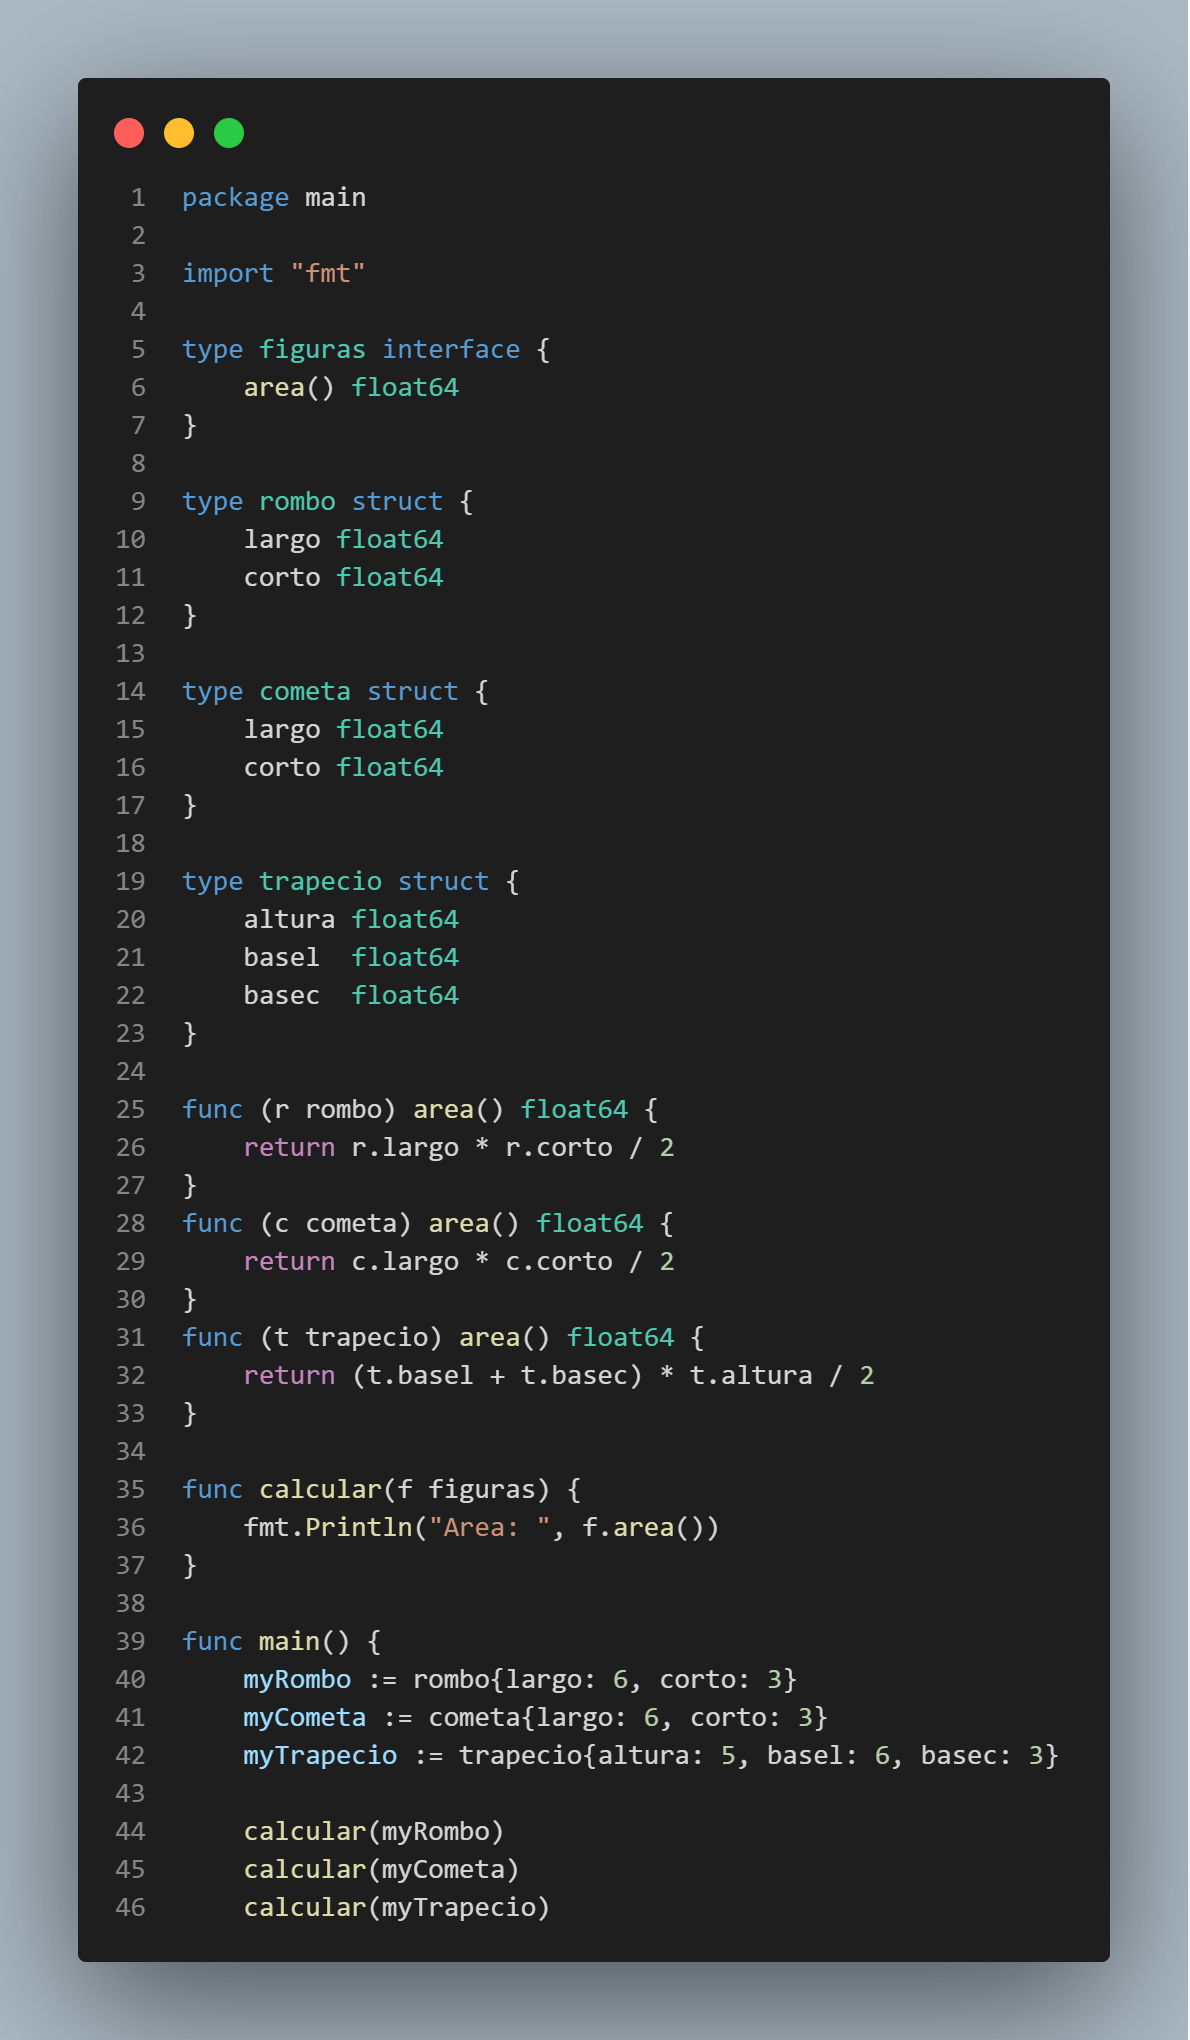 1 package main
2
3 import "fmt"
4
5 type figuras interface {
6     area() float64
7 }
8
9 type rombo struct {
10     largo float64
11     corto float64
12 }
13
14 type cometa struct {
15     largo float64
16     corto float64
17 }
18
19 type trapecio struct {
20     altura float64
21     basel  float64
22     basec  float64
23 }
24
25 func (r rombo) area() float64 {
26     return r.largo * r.corto / 2
27 }
28 func (c cometa) area() float64 {
29     return c.largo * c.corto / 2
30 }
31 func (t trapecio) area() float64 {
32     return (t.basel + t.basec) * t.altura / 2
33 }
34
35 func calcular(f figuras) {
36     fmt.Println("Area: ", f.area())
37 }
38
39 func main() {
40     myRombo := rombo{largo: 6, corto: 3}
41     myCometa := cometa{largo: 6, corto: 3}
42     myTrapecio := trapecio{altura: 5, basel: 6, basec: 3}
43
44     calcular(myRombo)
45     calcular(myCometa)
46     calcular(myTrapecio)